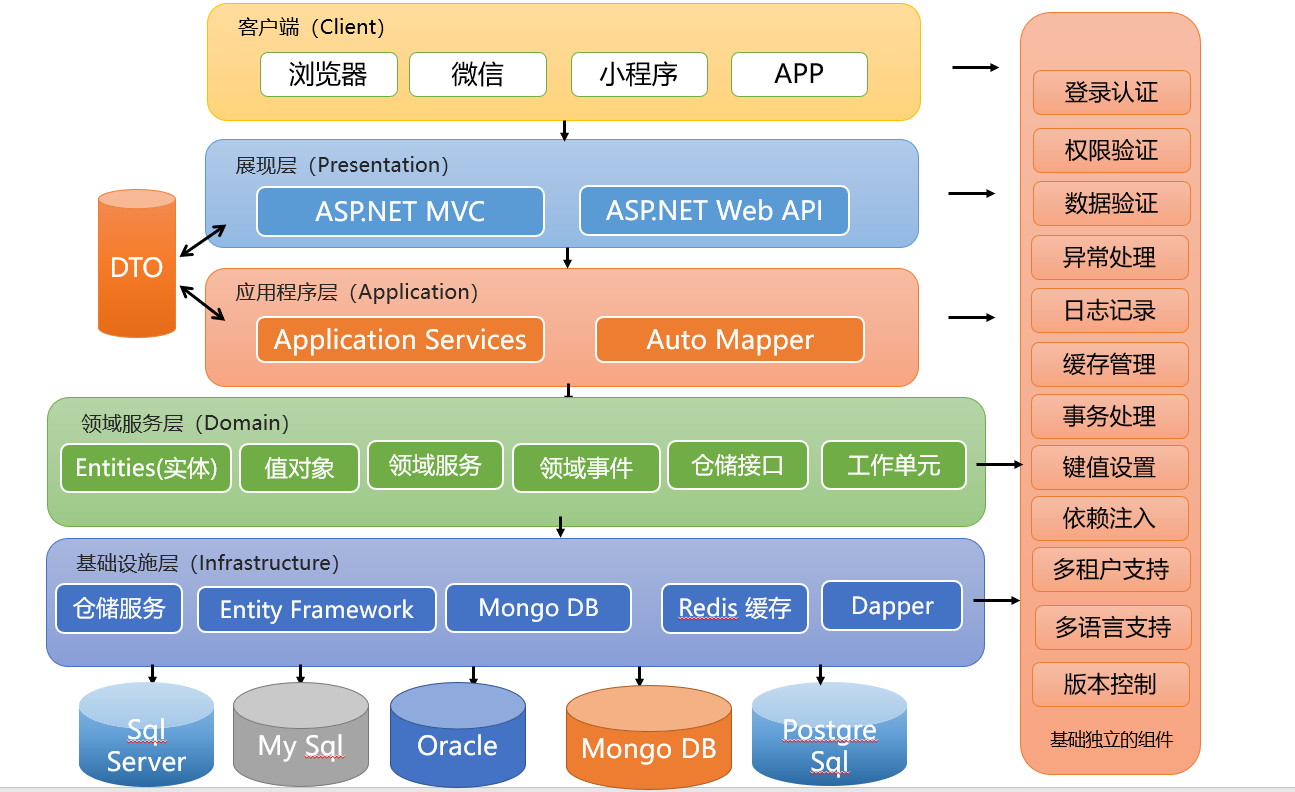 客户端（Client）
浏览器
微信
小程序
APP
展现层（Presentation）
ASP.NET MVC
ASP.NET Web API
DTO
应用程序层（Application）
Application Services
Auto Mapper
领域服务层（Domain）
Entities(实体)
值对象
领域服务
领域事件
仓储接口
工作单元
基础设施层（Infrastructure）
仓储服务
Entity Framework
Mongo DB
Redis 缓存
Dapper
Sql
Server
My Sql
Oracle
Mongo DB
Postgre
Sql
登录认证
权限验证
数据验证
异常处理
日志记录
缓存管理
事务处理
键值设置
依赖注入
多租户支持
多语言支持
版本控制
基础独立的组件